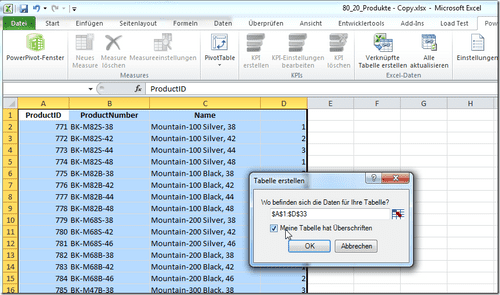 80_20_Produkte - Copy.xlsx - Microsoft Excel
Datei Start Einfügen Seitenlayout Formeln Daten Überprüfen Ansicht Entwicklertools Add-Ins Load Test PowerPivot
PowerPivot-Fenster Neues Measure Measureeinstellungen Measure löschen PivotTable KPI erstellen KPI-Einstellungen KPI löschen Verknüpfte Tabelle erstellen Alle aktualisieren Einstellungen
Measures KPIs Excel-Daten
A1 fx ProductID
A B C D E F G H
1 ProductID ProductNumber Name
2 771 BK-M82S-38 Mountain-100 Silver, 38 1
3 772 BK-M82S-42 Mountain-100 Silver, 42 2
4 773 BK-M82S-44 Mountain-100 Silver, 44 3
5 774 BK-M82S-48 Mountain-100 Silver, 48 1
6 775 BK-M82B-38 Mountain-100 Black, 38
7 776 BK-M82B-42 Mountain-100 Black, 42
8 777 BK-M82B-44 Mountain-100 Black, 44
9 778 BK-M82B-48 Mountain-100 Black, 48
10 779 BK-M68S-38 Mountain-200 Silver, 38
11 780 BK-M68S-42 Mountain-200 Silver, 42
12 781 BK-M68S-46 Mountain-200 Silver, 46
13 782 BK-M68B-38 Mountain-200 Black, 38
14 783 BK-M68B-42 Mountain-200 Black, 42 1
15 784 BK-M68B-46 Mountain-200 Black, 46 2
16 785 BK-M47B-38 Mountain-300 Black, 38 3
Tabelle erstellen
Wo befinden sich die Daten für Ihre Tabelle?
$A$1:$D$33
Meine Tabelle hat Überschriften
OK Abbrechen